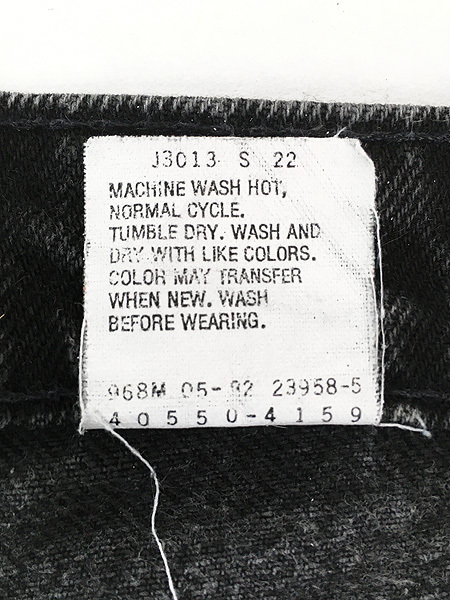 J3013 S 22
MACHINE WASH HOT,
NORMAL CYCLE.
TUMBLE DRY. WASH AND
DRY WITH LIKE COLORS.
COLOR MAY TRANSFER
WHEN NEW. WASH
BEFORE WEARING.
968M 05-92 23958-5
40550-4159